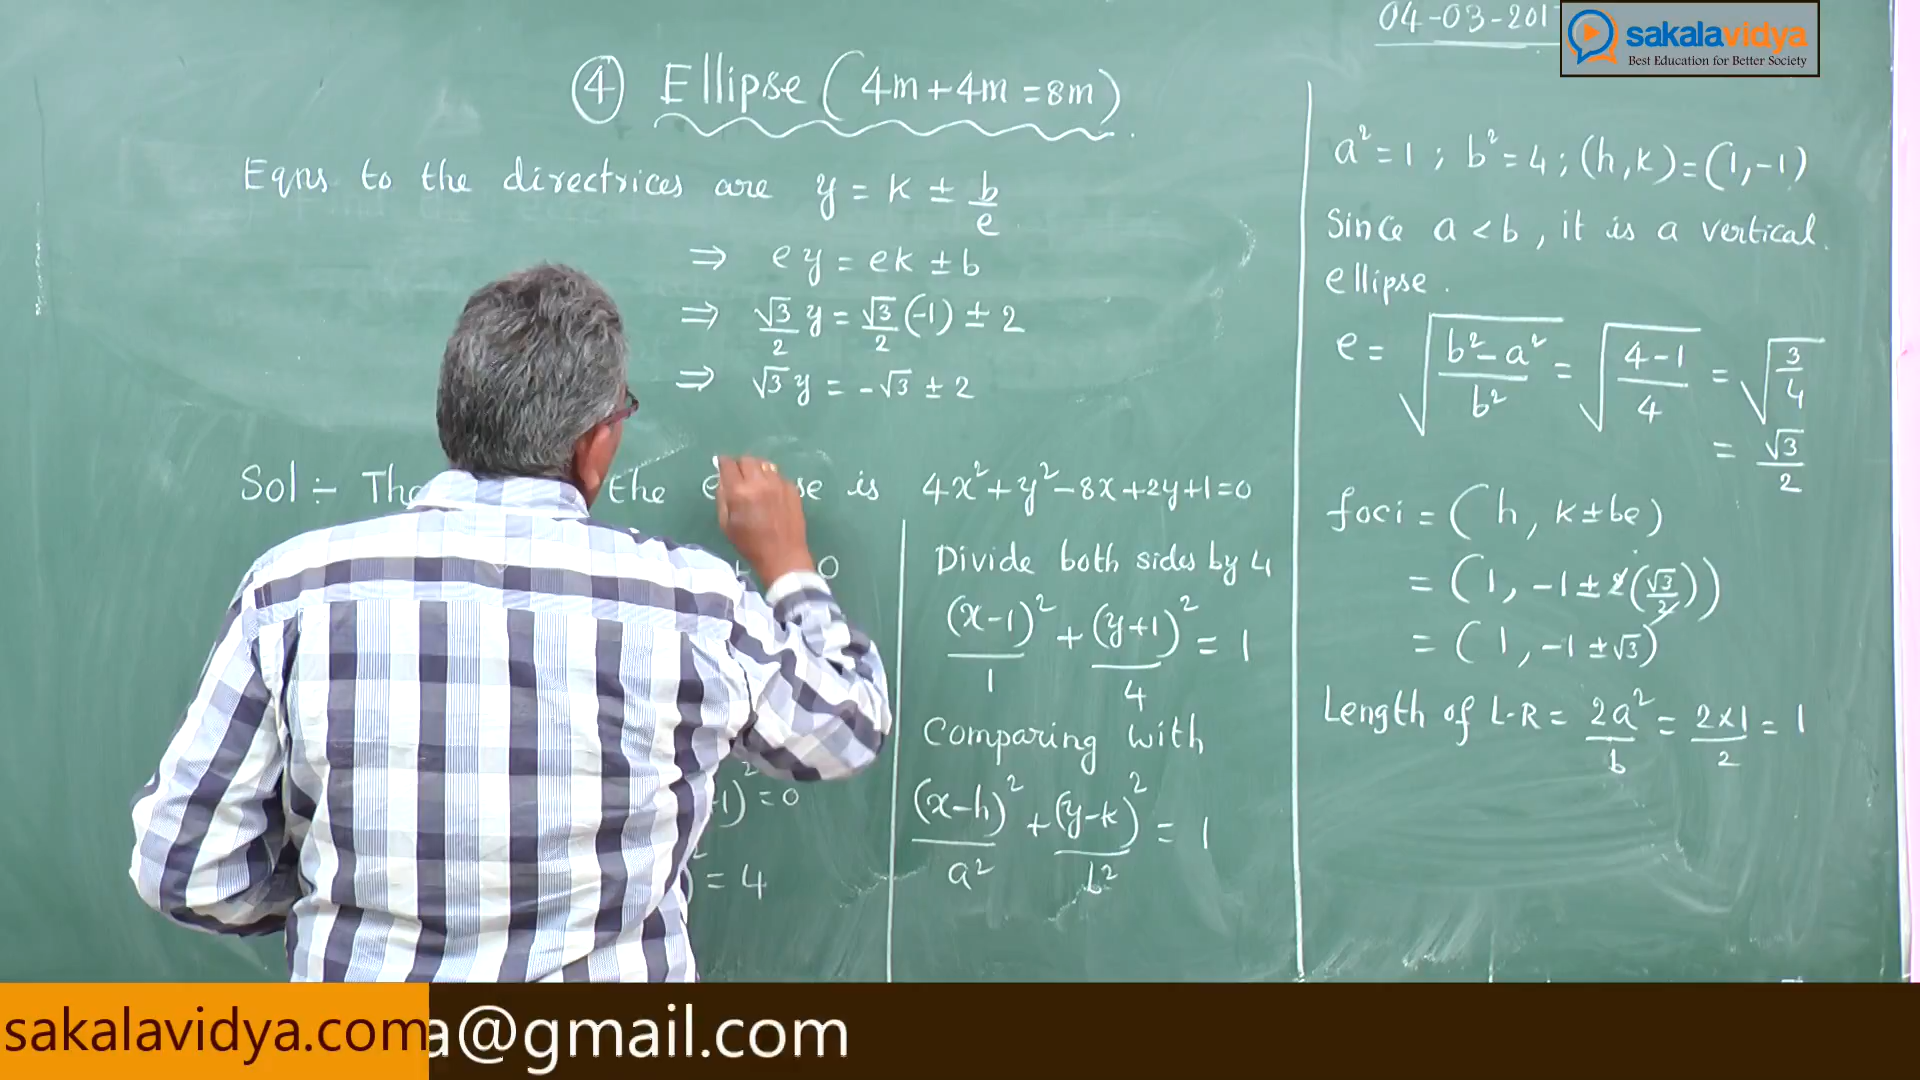 04-03-201
sakalavidya
Best Education for Better Society
④ Ellipse (4m+4m=8m)
Eqns to the directrices are y = k ± b/e
⇒ ey = ek ± b
⇒ √3/2 y = √3/2 (-1) ± 2
⇒ √3 y = -√3 ± 2
Sol :- the is 4x²+y²-8x+2y+1=0
0
)² = 0
)² = 4
Divide both sides by 4
(x-1)²/1 + (y+1)²/4 = 1
Comparing with
(x-h)²/a² + (y-k)²/b² = 1
a²=1 ; b²=4 ; (h,k)=(1,-1)
Since a<b, it is a vertical
ellipse.
e = √((b²-a²)/b²) = √((4-1)/4) = √(3/4)
= √3/2
foci = (h, k±be)
= (1, -1 ± 2(√3/2))
= (1, -1 ± √3)
Length of L.R = 2a²/b = 2×1/2 = 1
sakalavidya.com
a@gmail.com